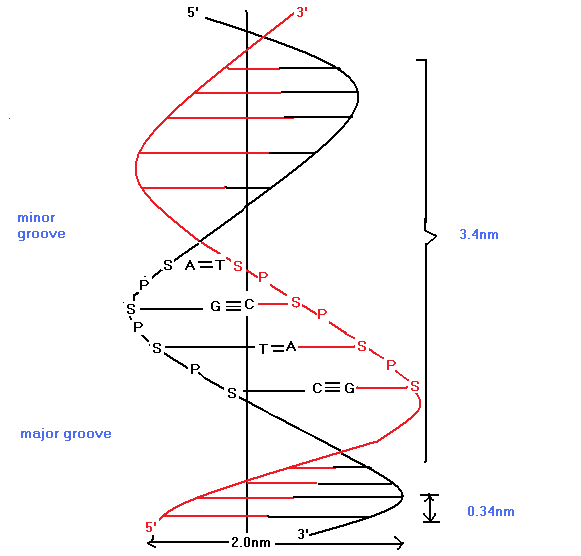 5' 3'
minor
groove
3.4nm
S A=T S
P P
S G≡C S
P P
S T=A S
P P
S C≡G S
major groove
0.34nm
5' 3'
2.0nm